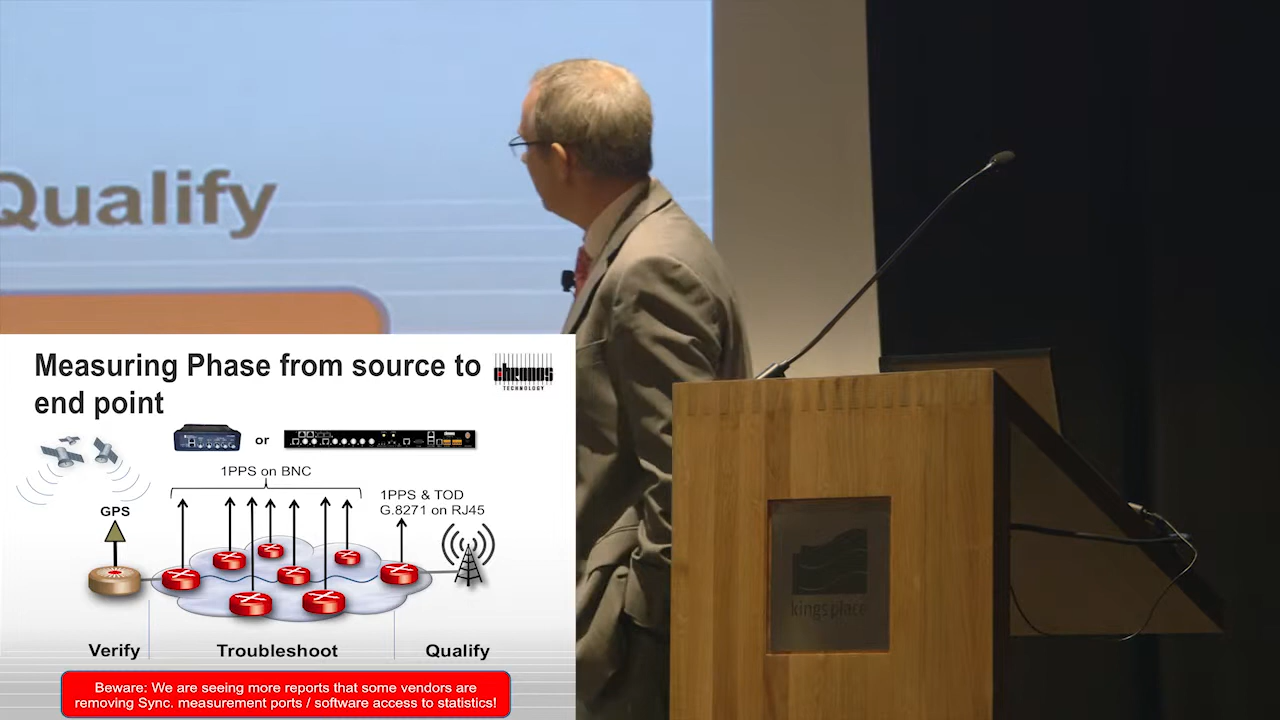 Qualify
Measuring Phase from source to
end point
chronos
TECHNOLOGY
or
1PPS on BNC
1PPS & TOD
G.8271 on RJ45
GPS
Verify
Troubleshoot
Qualify
Beware: We are seeing more reports that some vendors are
removing Sync. measurement ports / software access to statistics!
kings place